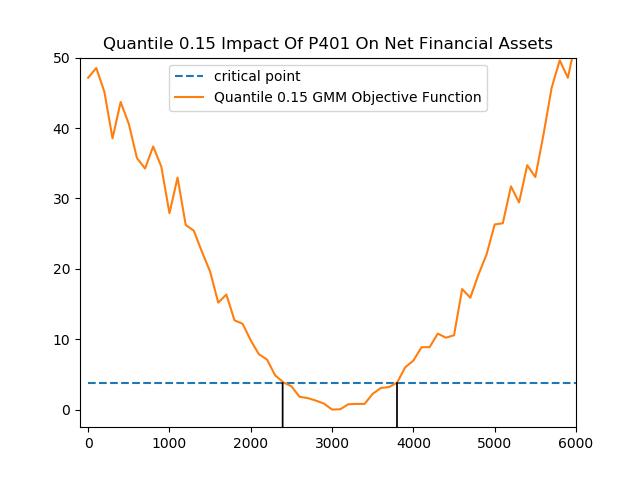 Quantile 0.15 Impact Of P401 On Net Financial Assets
critical point
Quantile 0.15 GMM Objective Function
50
40
30
20
10
0
0 1000 2000 3000 4000 5000 6000